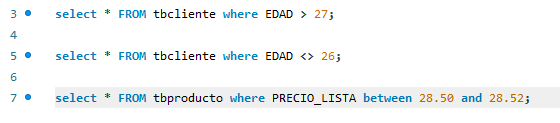 3 select * FROM tbcliente where EDAD > 27;
4
5 select * FROM tbcliente where EDAD <> 26;
6
7 select * FROM tbproducto where PRECIO_LISTA between 28.50 and 28.52;